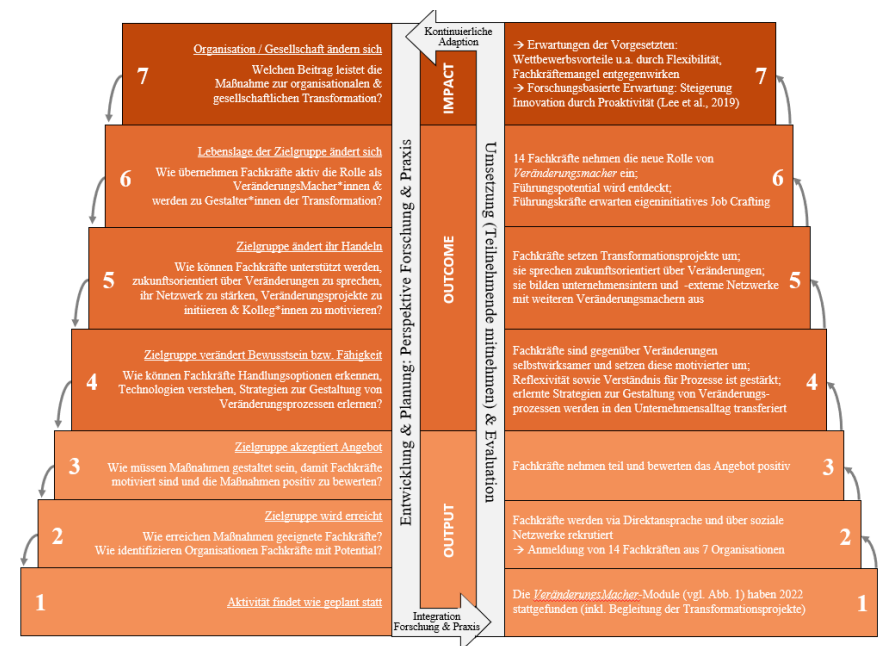 Kontinuierliche
Adaption
Organisation / Gesellschaft ändern sich
Welchen Beitrag leistet die
Maßnahme zur organisationalen &
gesellschaftlichen Transformation?
7
Lebenslage der Zielgruppe ändert sich
Wie übernehmen Fachkräfte aktiv die Rolle als
VeränderungsMacher*innen &
werden zu Gestalter*innen der Transformation?
6
Zielgruppe ändert ihr Handeln
Wie können Fachkräfte unterstützt werden,
zukunftsorientiert über Veränderungen zu sprechen,
ihr Netzwerk zu stärken, Veränderungsprojekte zu
initiieren & Kolleg*innen zu motivieren?
5
Zielgruppe verändert Bewusstsein bzw. Fähigkeit
Wie können Fachkräfte Handlungsoptionen erkennen,
Technologien verstehen, Strategien zur Gestaltung von
Veränderungsprozessen erlernen?
4
Zielgruppe akzeptiert Angebot
Wie müssen Maßnahmen gestaltet sein, damit Fachkräfte
motiviert sind und die Maßnahmen positiv zu bewerten?
3
Zielgruppe wird erreicht
Wie erreichen Maßnahmen geeignete Fachkräfte?
Wie identifizieren Organisationen Fachkräfte mit Potential?
2
Aktivität findet wie geplant statt
1
Entwicklung & Planung: Perspektive Forschung & Praxis
IMPACT
OUTCOME
OUTPUT
Umsetzung (Teilnehmende mitnehmen) & Evaluation
Integration
Forschung & Praxis
→ Erwartungen der Vorgesetzten:
Wettbewerbsvorteile u.a. durch Flexibilität,
Fachkräftemangel entgegenwirken
→ Forschungsbasierte Erwartung: Steigerung
Innovation durch Proaktivität (Lee et al., 2019)
7
14 Fachkräfte nehmen die neue Rolle von
Veränderungsmacher ein;
Führungspotential wird entdeckt;
Führungskräfte erwarten eigeninitiatives Job Crafting
6
Fachkräfte setzen Transformationsprojekte um;
sie sprechen zukunftsorientiert über Veränderungen;
sie bilden unternehmensintern und -externe Netzwerke
mit weiteren Veränderungsmachern aus
5
Fachkräfte sind gegenüber Veränderungen
selbstwirksamer und setzen diese motivierter um;
Reflexivität sowie Verständnis für Prozesse ist gestärkt;
erlernte Strategien zur Gestaltung von Veränderungs-
prozessen werden in den Unternehmensalltag transferiert
4
Fachkräfte nehmen teil und bewerten das Angebot positiv
3
Fachkräfte werden via Direktansprache und über soziale
Netzwerke rekrutiert
→ Anmeldung von 14 Fachkräften aus 7 Organisationen
2
Die VeränderungsMacher-Module (vgl. Abb. 1) haben 2022
stattgefunden (inkl. Begleitung der Transformationsprojekte)
1